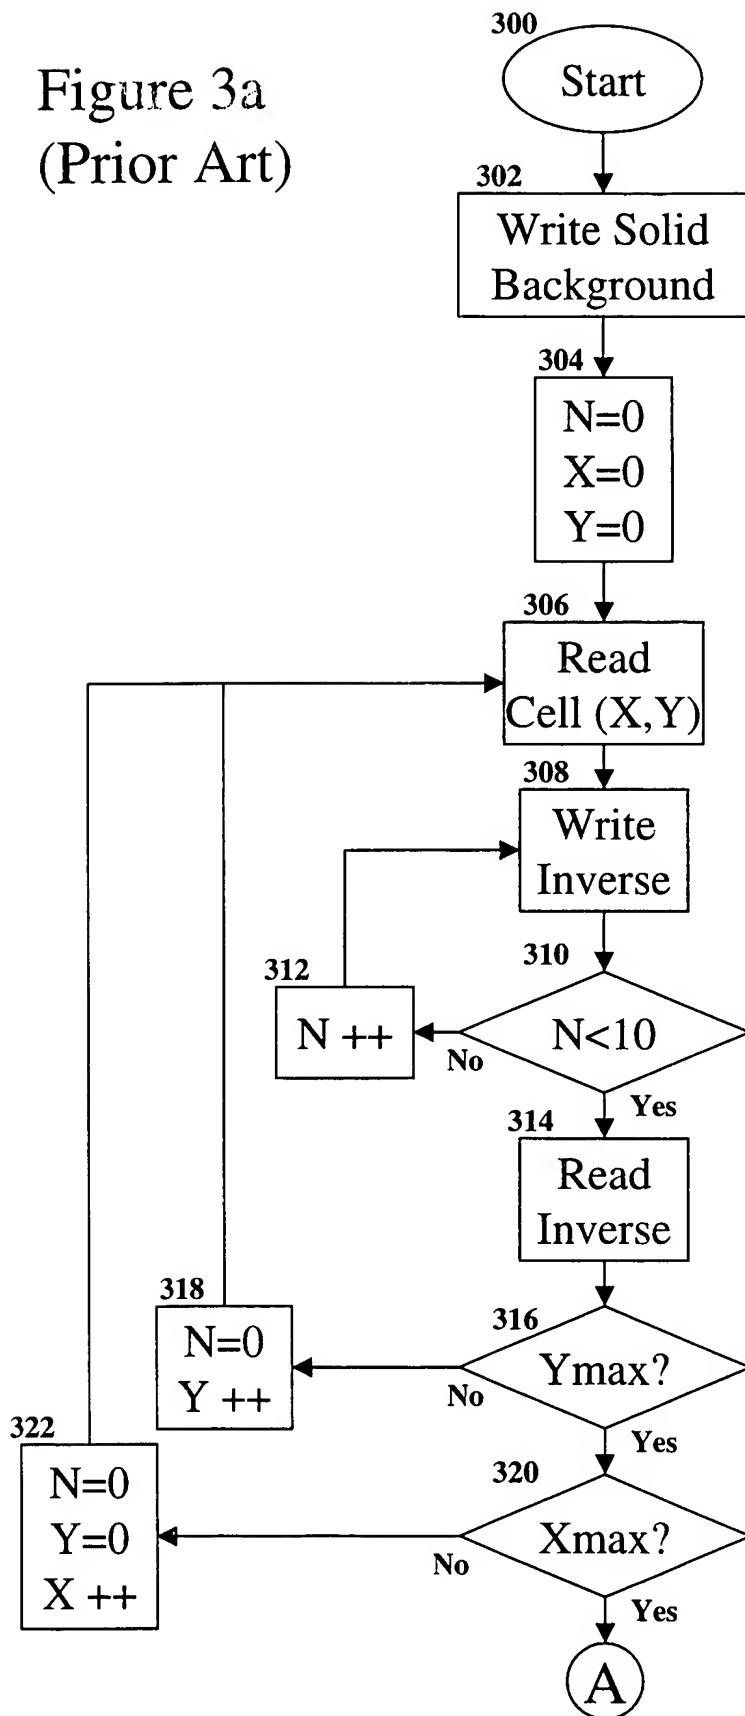 Figure 3a
(Prior Art)
300
Start
302
Write Solid
Background
304
N=0
X=0
Y=0
306
Read
Cell (X,Y)
308
Write
Inverse
310
312
N ++
N<10
No
Yes
314
Read
Inverse
318
N=0
Y ++
316
Ymax?
No
Yes
322
N=0
Y=0
X ++
320
Xmax?
No
Yes
A